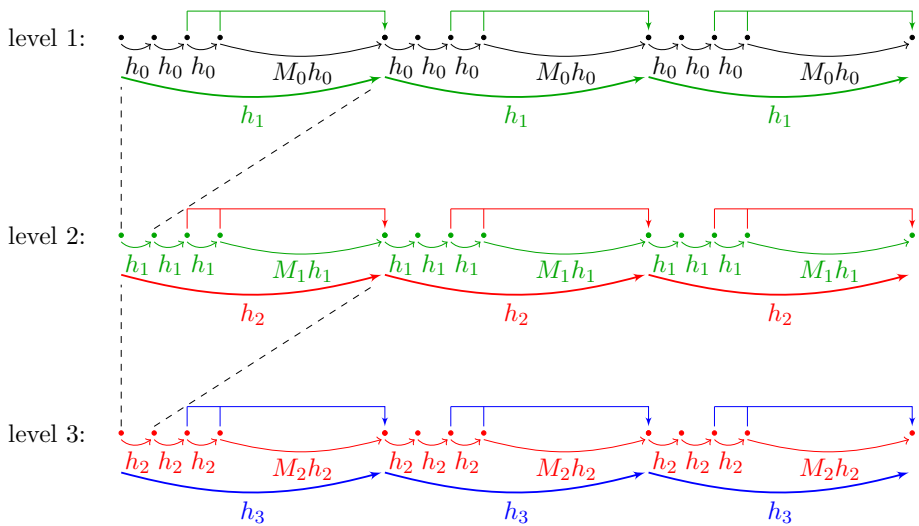 level 1:
h₀ h₀ h₀ M₀h₀ h₀ h₀ h₀ M₀h₀ h₀ h₀ h₀ M₀h₀
h₁ h₁ h₁
level 2:
h₁ h₁ h₁ M₁h₁ h₁ h₁ h₁ M₁h₁ h₁ h₁ h₁ M₁h₁
h₂ h₂ h₂
level 3:
h₂ h₂ h₂ M₂h₂ h₂ h₂ h₂ M₂h₂ h₂ h₂ h₂ M₂h₂
h₃ h₃ h₃